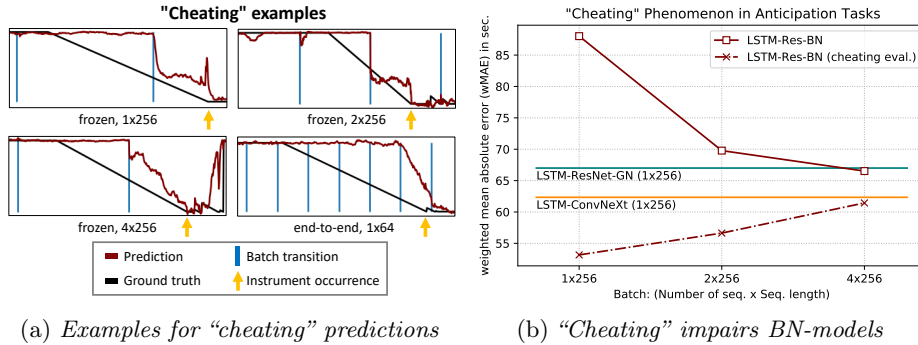 "Cheating" examples
frozen, 1x256
frozen, 2x256
frozen, 4x256
end-to-end, 1x64
Prediction
Batch transition
Ground truth
Instrument occurrence
(a) Examples for “cheating” predictions
"Cheating" Phenomenon in Anticipation Tasks
weighted mean absolute error (wMAE) in sec.
85
80
75
70
65
60
55
LSTM-Res-BN
LSTM-Res-BN (cheating eval.)
LSTM-ResNet-GN (1x256)
LSTM-ConvNeXt (1x256)
1x256
2x256
4x256
Batch: (Number of seq. x Seq. length)
(b) “Cheating” impairs BN-models